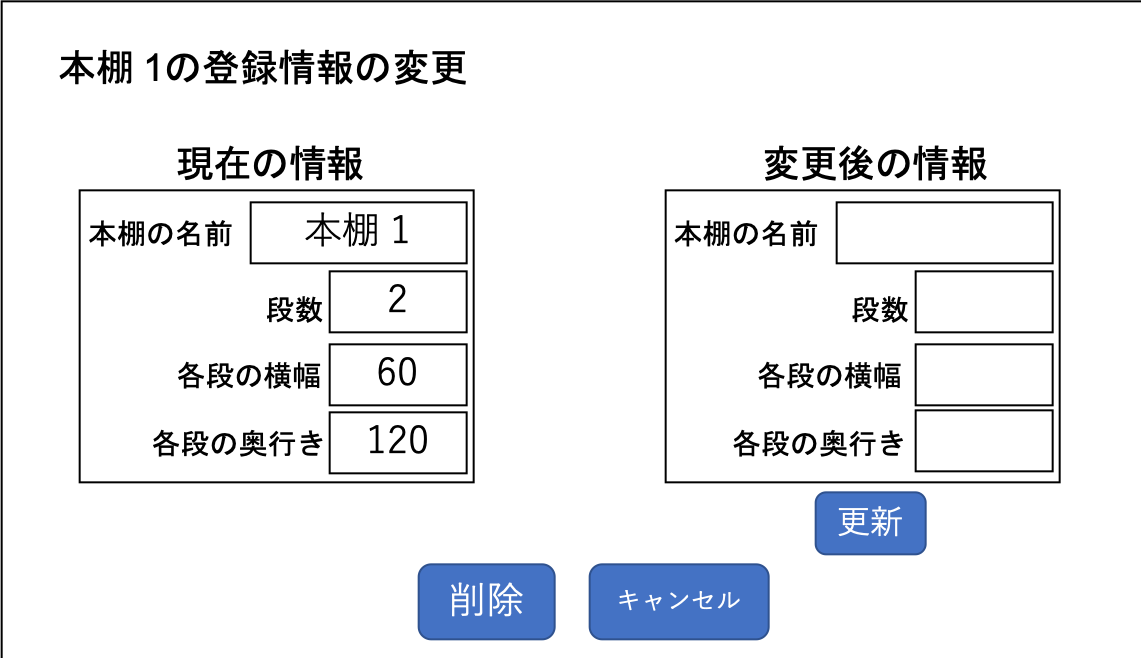 本棚 1の登録情報の変更
現在の情報
本棚の名前 本棚 1
段数 2
各段の横幅 60
各段の奥行き 120
変更後の情報
本棚の名前
段数
各段の横幅
各段の奥行き
更新
削除 キャンセル